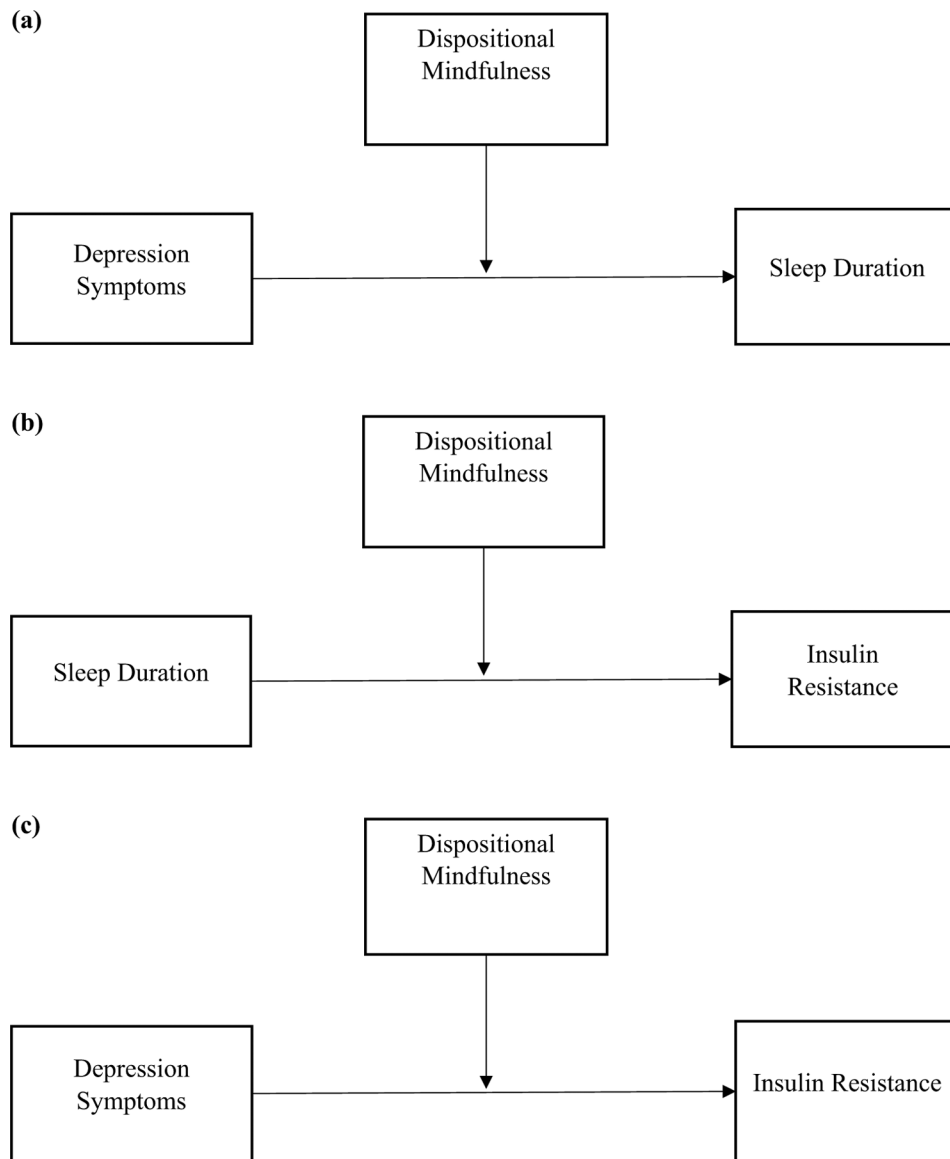 (a)
Dispositional
Mindfulness
Depression
Symptoms
Sleep Duration
(b)
Dispositional
Mindfulness
Sleep Duration
Insulin
Resistance
(c)
Dispositional
Mindfulness
Depression
Symptoms
Insulin Resistance